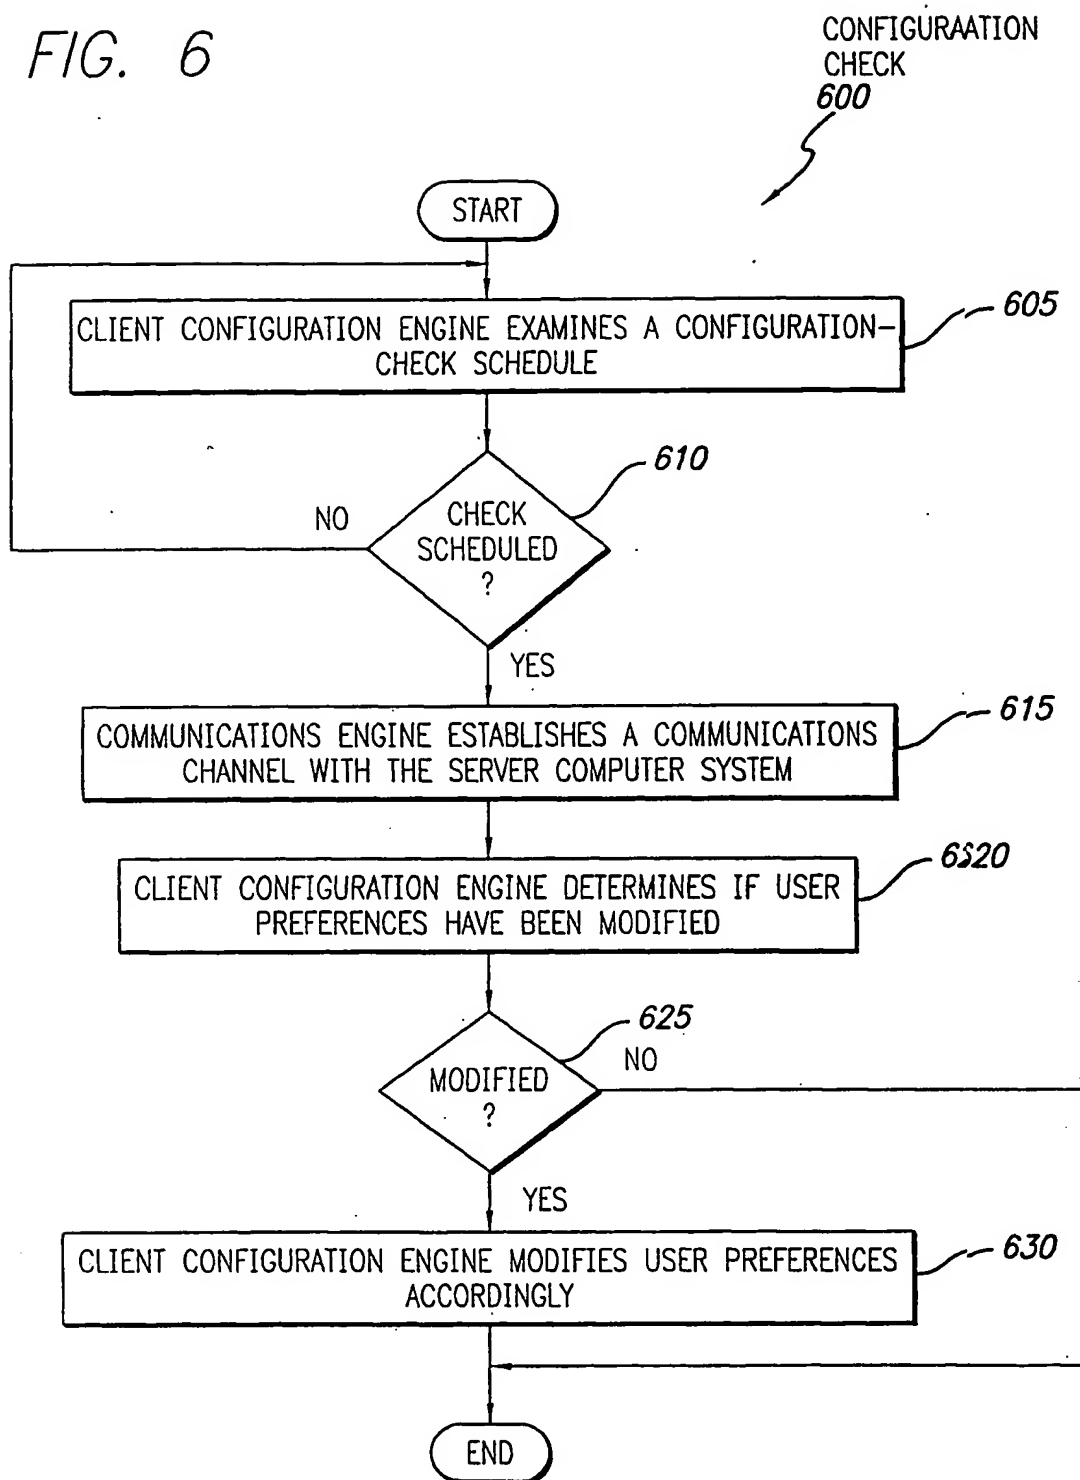 FIG. 6
CONFIGURAATION
CHECK
600
START
CLIENT CONFIGURATION ENGINE EXAMINES A CONFIGURATION-
CHECK SCHEDULE
605
610
CHECK
SCHEDULED
?
NO
YES
COMMUNICATIONS ENGINE ESTABLISHES A COMMUNICATIONS
CHANNEL WITH THE SERVER COMPUTER SYSTEM
615
CLIENT CONFIGURATION ENGINE DETERMINES IF USER
PREFERENCES HAVE BEEN MODIFIED
6S20
625
MODIFIED
?
NO
YES
CLIENT CONFIGURATION ENGINE MODIFIES USER PREFERENCES
ACCORDINGLY
630
END